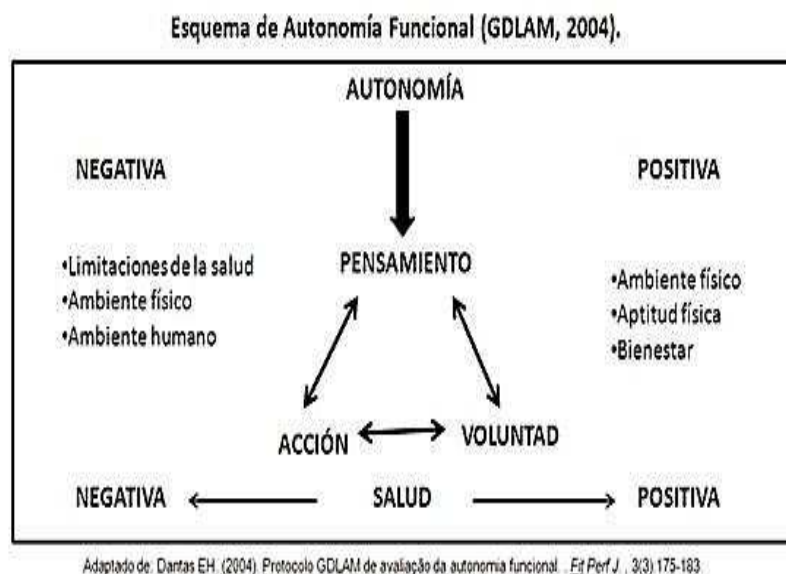 Esquema de Autonomía Funcional (GDLAM, 2004).
AUTONOMÍA
NEGATIVA
POSITIVA
•Limitaciones de la salud
•Ambiente físico
•Ambiente humano
PENSAMIENTO
•Ambiente físico
•Aptitud física
•Bienestar
ACCIÓN
VOLUNTAD
NEGATIVA
SALUD
POSITIVA
Adaptado de: Dantas EH. (2004). Protocolo GDLAM de avaliação da autonomia funcional. . Fit Perf J. , 3(3):175-183.